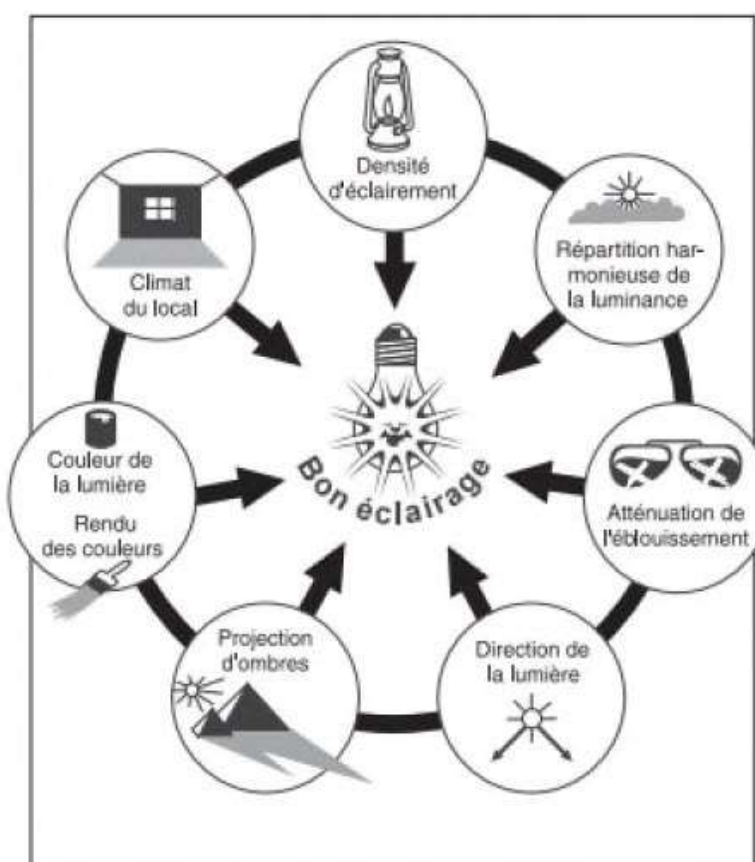 Densité
d'éclairement
Répartition har-
monieuse de
la luminance
Atténuation de
l'éblouissement
Direction de
la lumière
Projection
d'ombres
Couleur de
la lumière
Rendu
des couleurs
Climat
du local
Bon éclairage